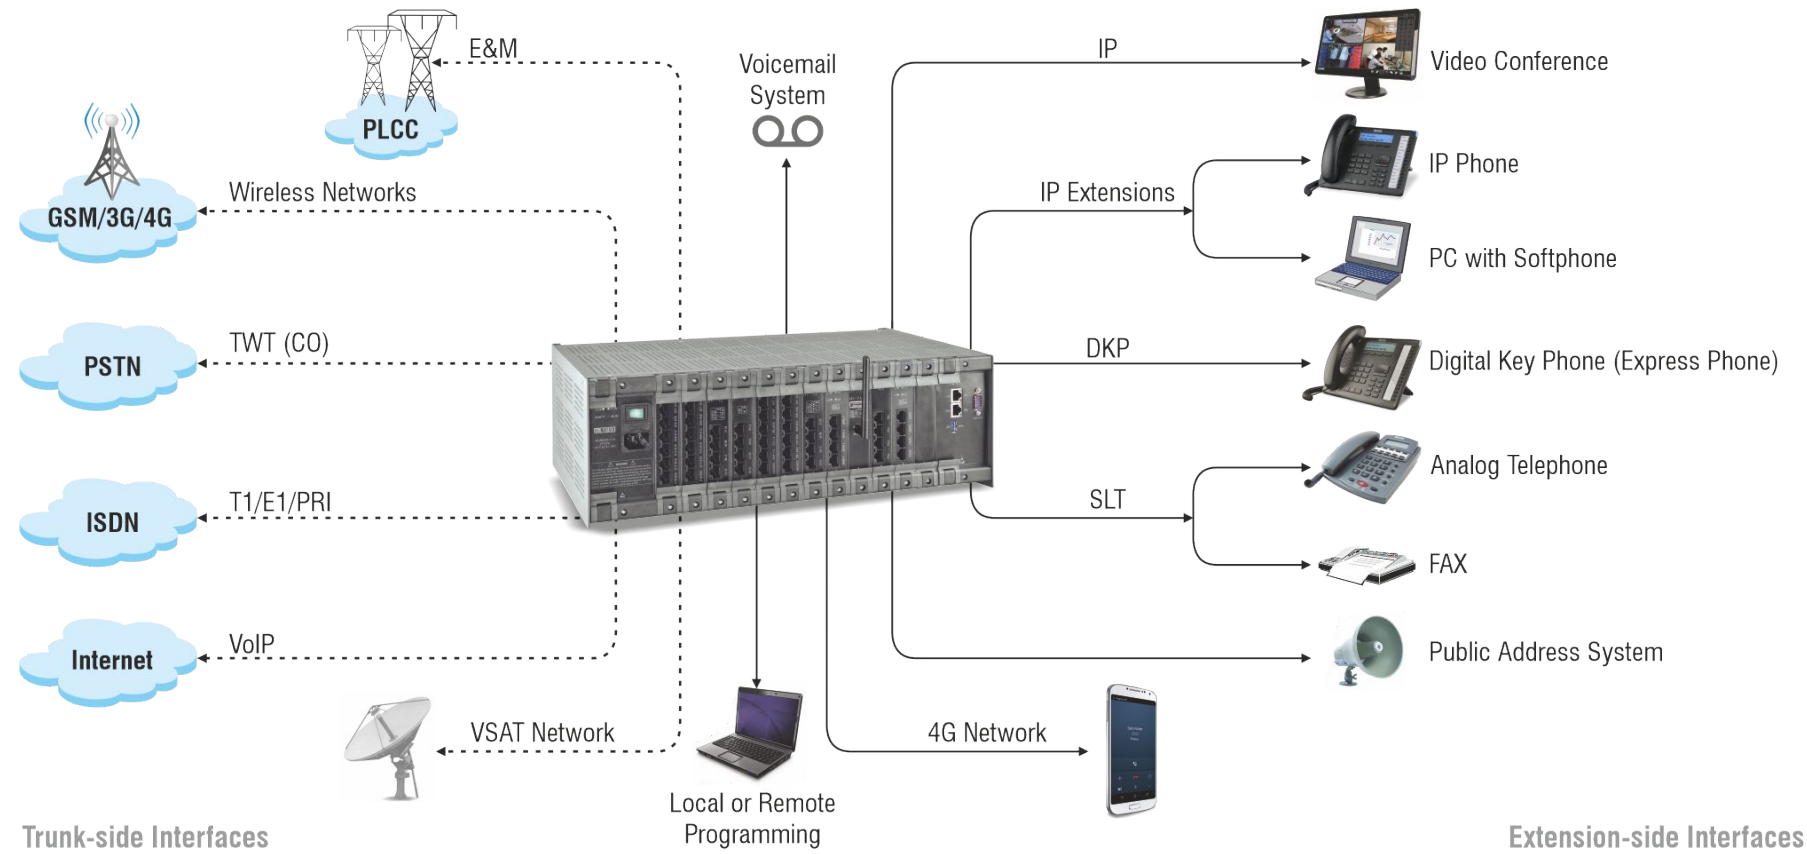 E&M
PLCC
Voicemail
System
IP
Video Conference
IP Phone
Wireless Networks
GSM/3G/4G
IP Extensions
PC with Softphone
TWT (CO)
PSTN
DKP
Digital Key Phone (Express Phone)
Analog Telephone
T1/E1/PRI
ISDN
SLT
FAX
VoIP
Internet
Public Address System
VSAT Network
4G Network
Local or Remote
Programming
Trunk-side Interfaces
Extension-side Interfaces